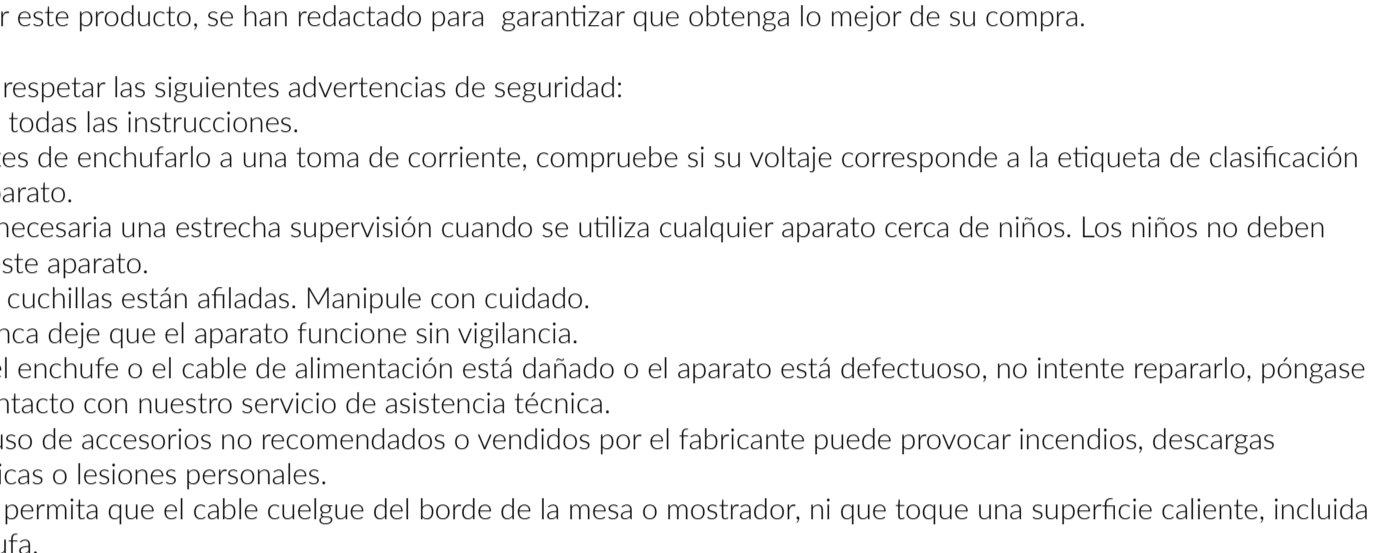 este producto, se han redactado para garantizar que obtenga lo mejor de su compra.
respetar las siguientes advertencias de seguridad:
todas las instrucciones.
de enchufarlo a una toma de corriente, compruebe si su voltaje corresponde a la etiqueta de clasificación
arato.
necesaria una estrecha supervisión cuando se utiliza cualquier aparato cerca de niños. Los niños no deben
ste aparato.
cuchillas están afiladas. Manipule con cuidado.
nca deje que el aparato funcione sin vigilancia.
el enchufe o el cable de alimentación está dañado o el aparato está defectuoso, no intente repararlo, póngase
ntacto con nuestro servicio de asistencia técnica.
uso de accesorios no recomendados o vendidos por el fabricante puede provocar incendios, descargas
icas o lesiones personales.
permita que el cable cuelgue del borde de la mesa o mostrador, ni que toque una superficie caliente, incluida
ufa.